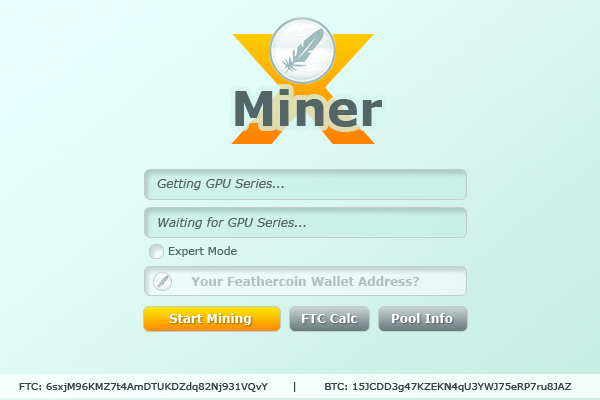 X
Miner
Getting GPU Series...
Waiting for GPU Series...
Expert Mode
Your Feathercoin Wallet Address?
Start Mining FTC Calc Pool Info
FTC: 6sxjM96KMZ7t4AmDTUKDZdq82Nj931VQvY | BTC: 15JCDD3g47KZEKN4qU3YWJ75eRP7ru8JAZ